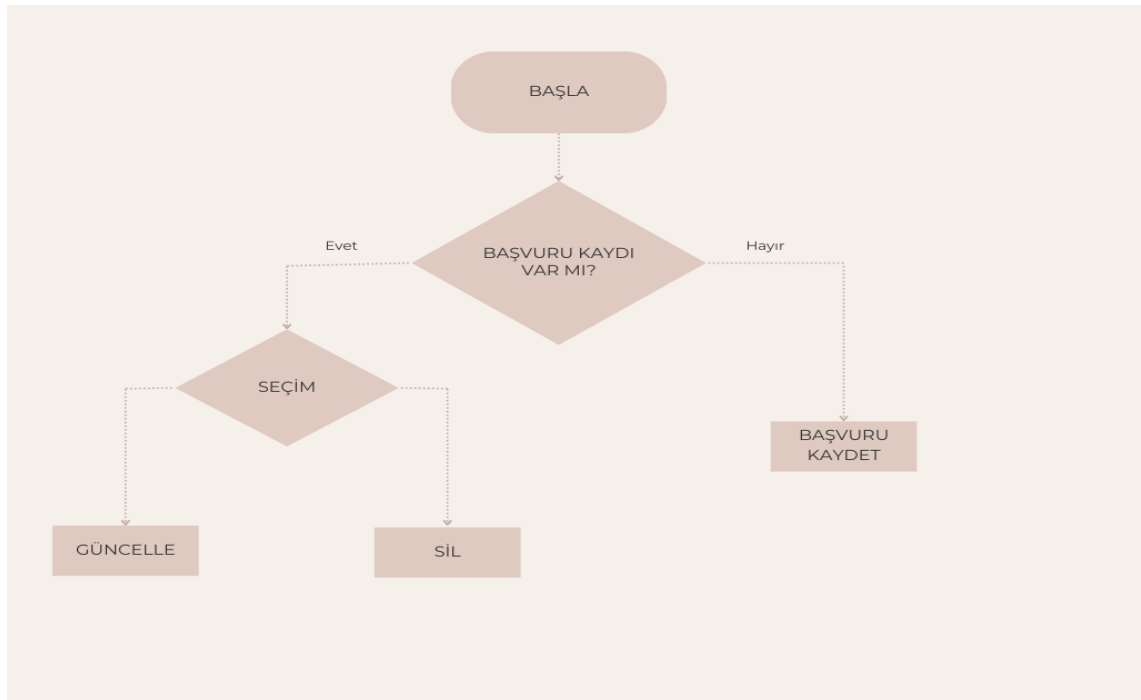 BAŞLA
Evet
BAŞVURU KAYDI
VAR MI?
Hayır
SEÇİM
BAŞVURU
KAYDET
GÜNCELLE
SİL